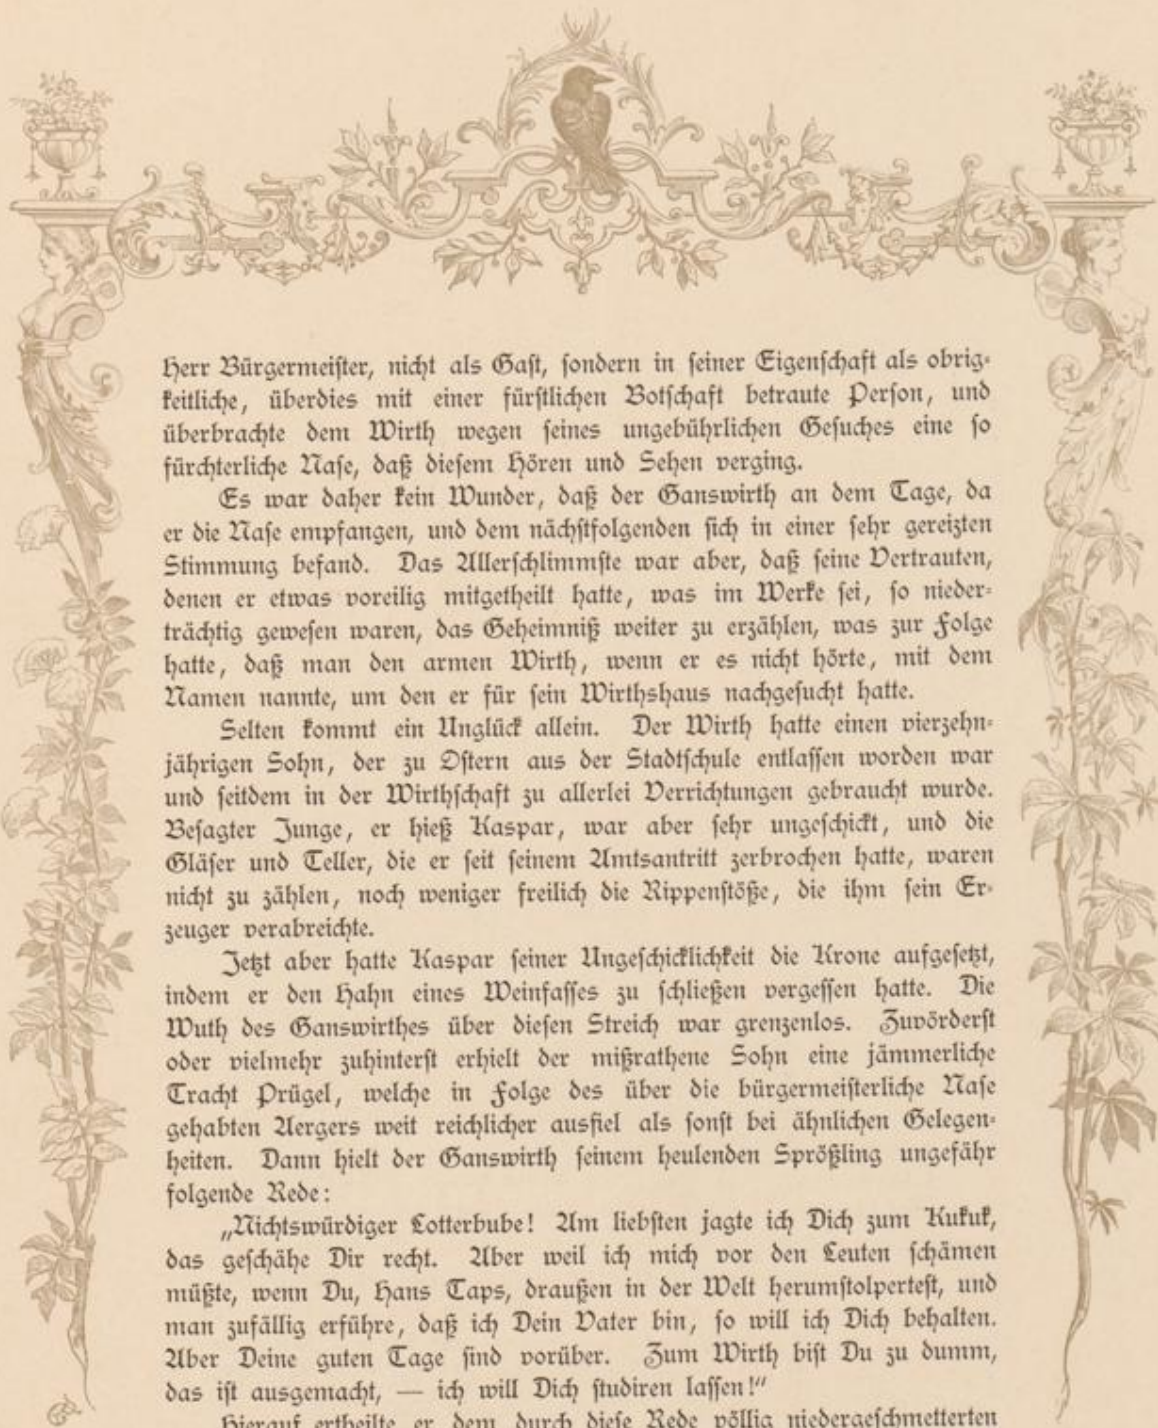 Herr Bürgermeiſter, nicht als Gaſt, ſondern in ſeiner Eigenſchaft als obrig-
keitliche, überdies mit einer fürſtlichen Botſchaft betraute Perſon, und
überbrachte dem Wirth wegen ſeines ungebührlichen Geſuches eine ſo
fürchterliche Naſe, daß dieſem Hören und Sehen verging.
Es war daher kein Wunder, daß der Ganswirth an dem Tage, da
er die Naſe empfangen, und dem nächſtfolgenden ſich in einer ſehr gereizten
Stimmung befand. Das Allerſchlimmſte war aber, daß ſeine Vertrauten,
denen er etwas voreilig mitgetheilt hatte, was im Werke ſei, ſo nieder-
trächtig geweſen waren, das Geheimniß weiter zu erzählen, was zur Folge
hatte, daß man den armen Wirth, wenn er es nicht hörte, mit dem
Namen nannte, um den er für ſein Wirthshaus nachgeſucht hatte.
Selten kommt ein Unglück allein. Der Wirth hatte einen vierzehn-
jährigen Sohn, der zu Oſtern aus der Stadtſchule entlaſſen worden war
und ſeitdem in der Wirthſchaft zu allerlei Verrichtungen gebraucht wurde.
Beſagter Junge, er hieß Kaspar, war aber ſehr ungeſchickt, und die
Gläſer und Teller, die er ſeit ſeinem Amtsantritt zerbrochen hatte, waren
nicht zu zählen, noch weniger freilich die Rippenſtöße, die ihm ſein Er-
zeuger verabreichte.
Jetzt aber hatte Kaspar ſeiner Ungeſchicklichkeit die Krone aufgeſetzt,
indem er den Hahn eines Weinfaſſes zu ſchließen vergeſſen hatte. Die
Wuth des Ganswirthes über dieſen Streich war grenzenlos. Zuvörderſt
oder vielmehr zuhinterſt erhielt der mißrathene Sohn eine jämmerliche
Tracht Prügel, welche in Folge des über die bürgermeiſterliche Naſe
gehabten Aergers weit reichlicher ausfiel als ſonſt bei ähnlichen Gelegen-
heiten. Dann hielt der Ganswirth ſeinem heulenden Sprößling ungefähr
folgende Rede:
„Nichtswürdiger Lotterbube! Am liebſten jagte ich Dich zum Kukuk,
das geſchähe Dir recht. Aber weil ich mich vor den Leuten ſchämen
müßte, wenn Du, Hans Taps, draußen in der Welt herumſtolperteſt, und
man zufällig erführe, daß ich Dein Vater bin, ſo will ich Dich behalten.
Aber Deine guten Tage ſind vorüber. Zum Wirth biſt Du zu dumm,
das iſt ausgemacht, — ich will Dich ſtudiren laſſen!“
Hierauf ertheilte er dem durch dieſe Rede völlig niedergeſchmetterten